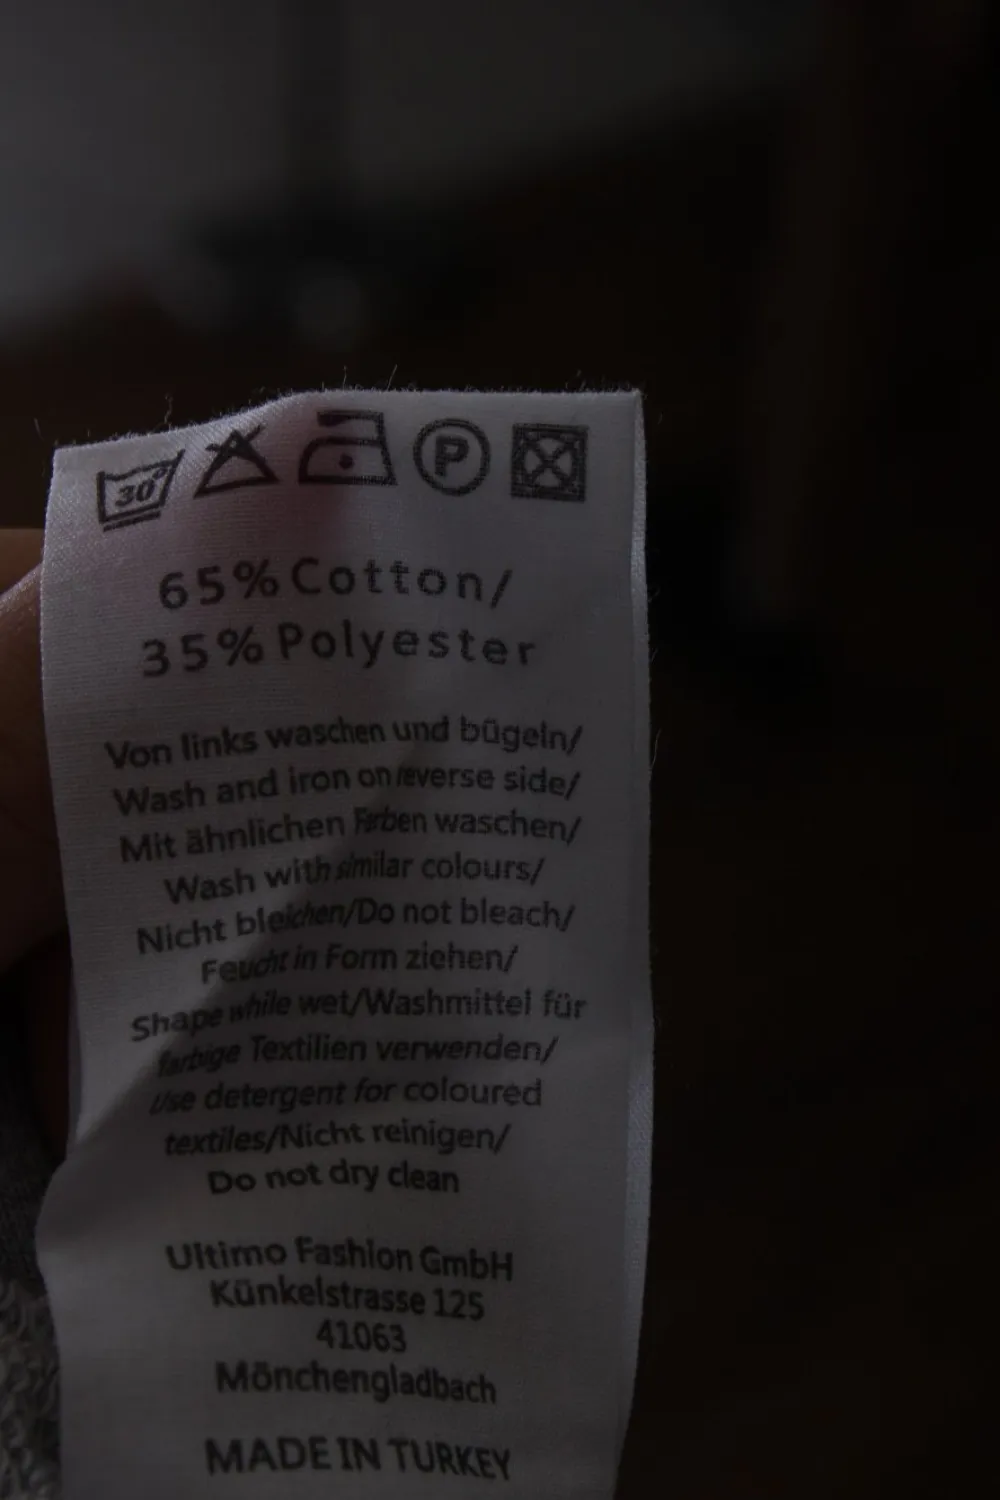 30°
P
65% Cotton/
35% Polyester
Von links waschen und bügeln/
Wash and iron on reverse side/
Mit ähnlichen Farben waschen/
Wash with similar colours/
Nicht bleichen/Do not bleach/
Feucht in Form ziehen/
Shape while wet/Washmittel für
farbige Textilien verwenden/
Use detergent for coloured
textiles/Nicht reinigen/
Do not dry clean
Ultimo Fashion GmbH
Künkelstrasse 125
41063
Mönchengladbach
MADE IN TURKEY